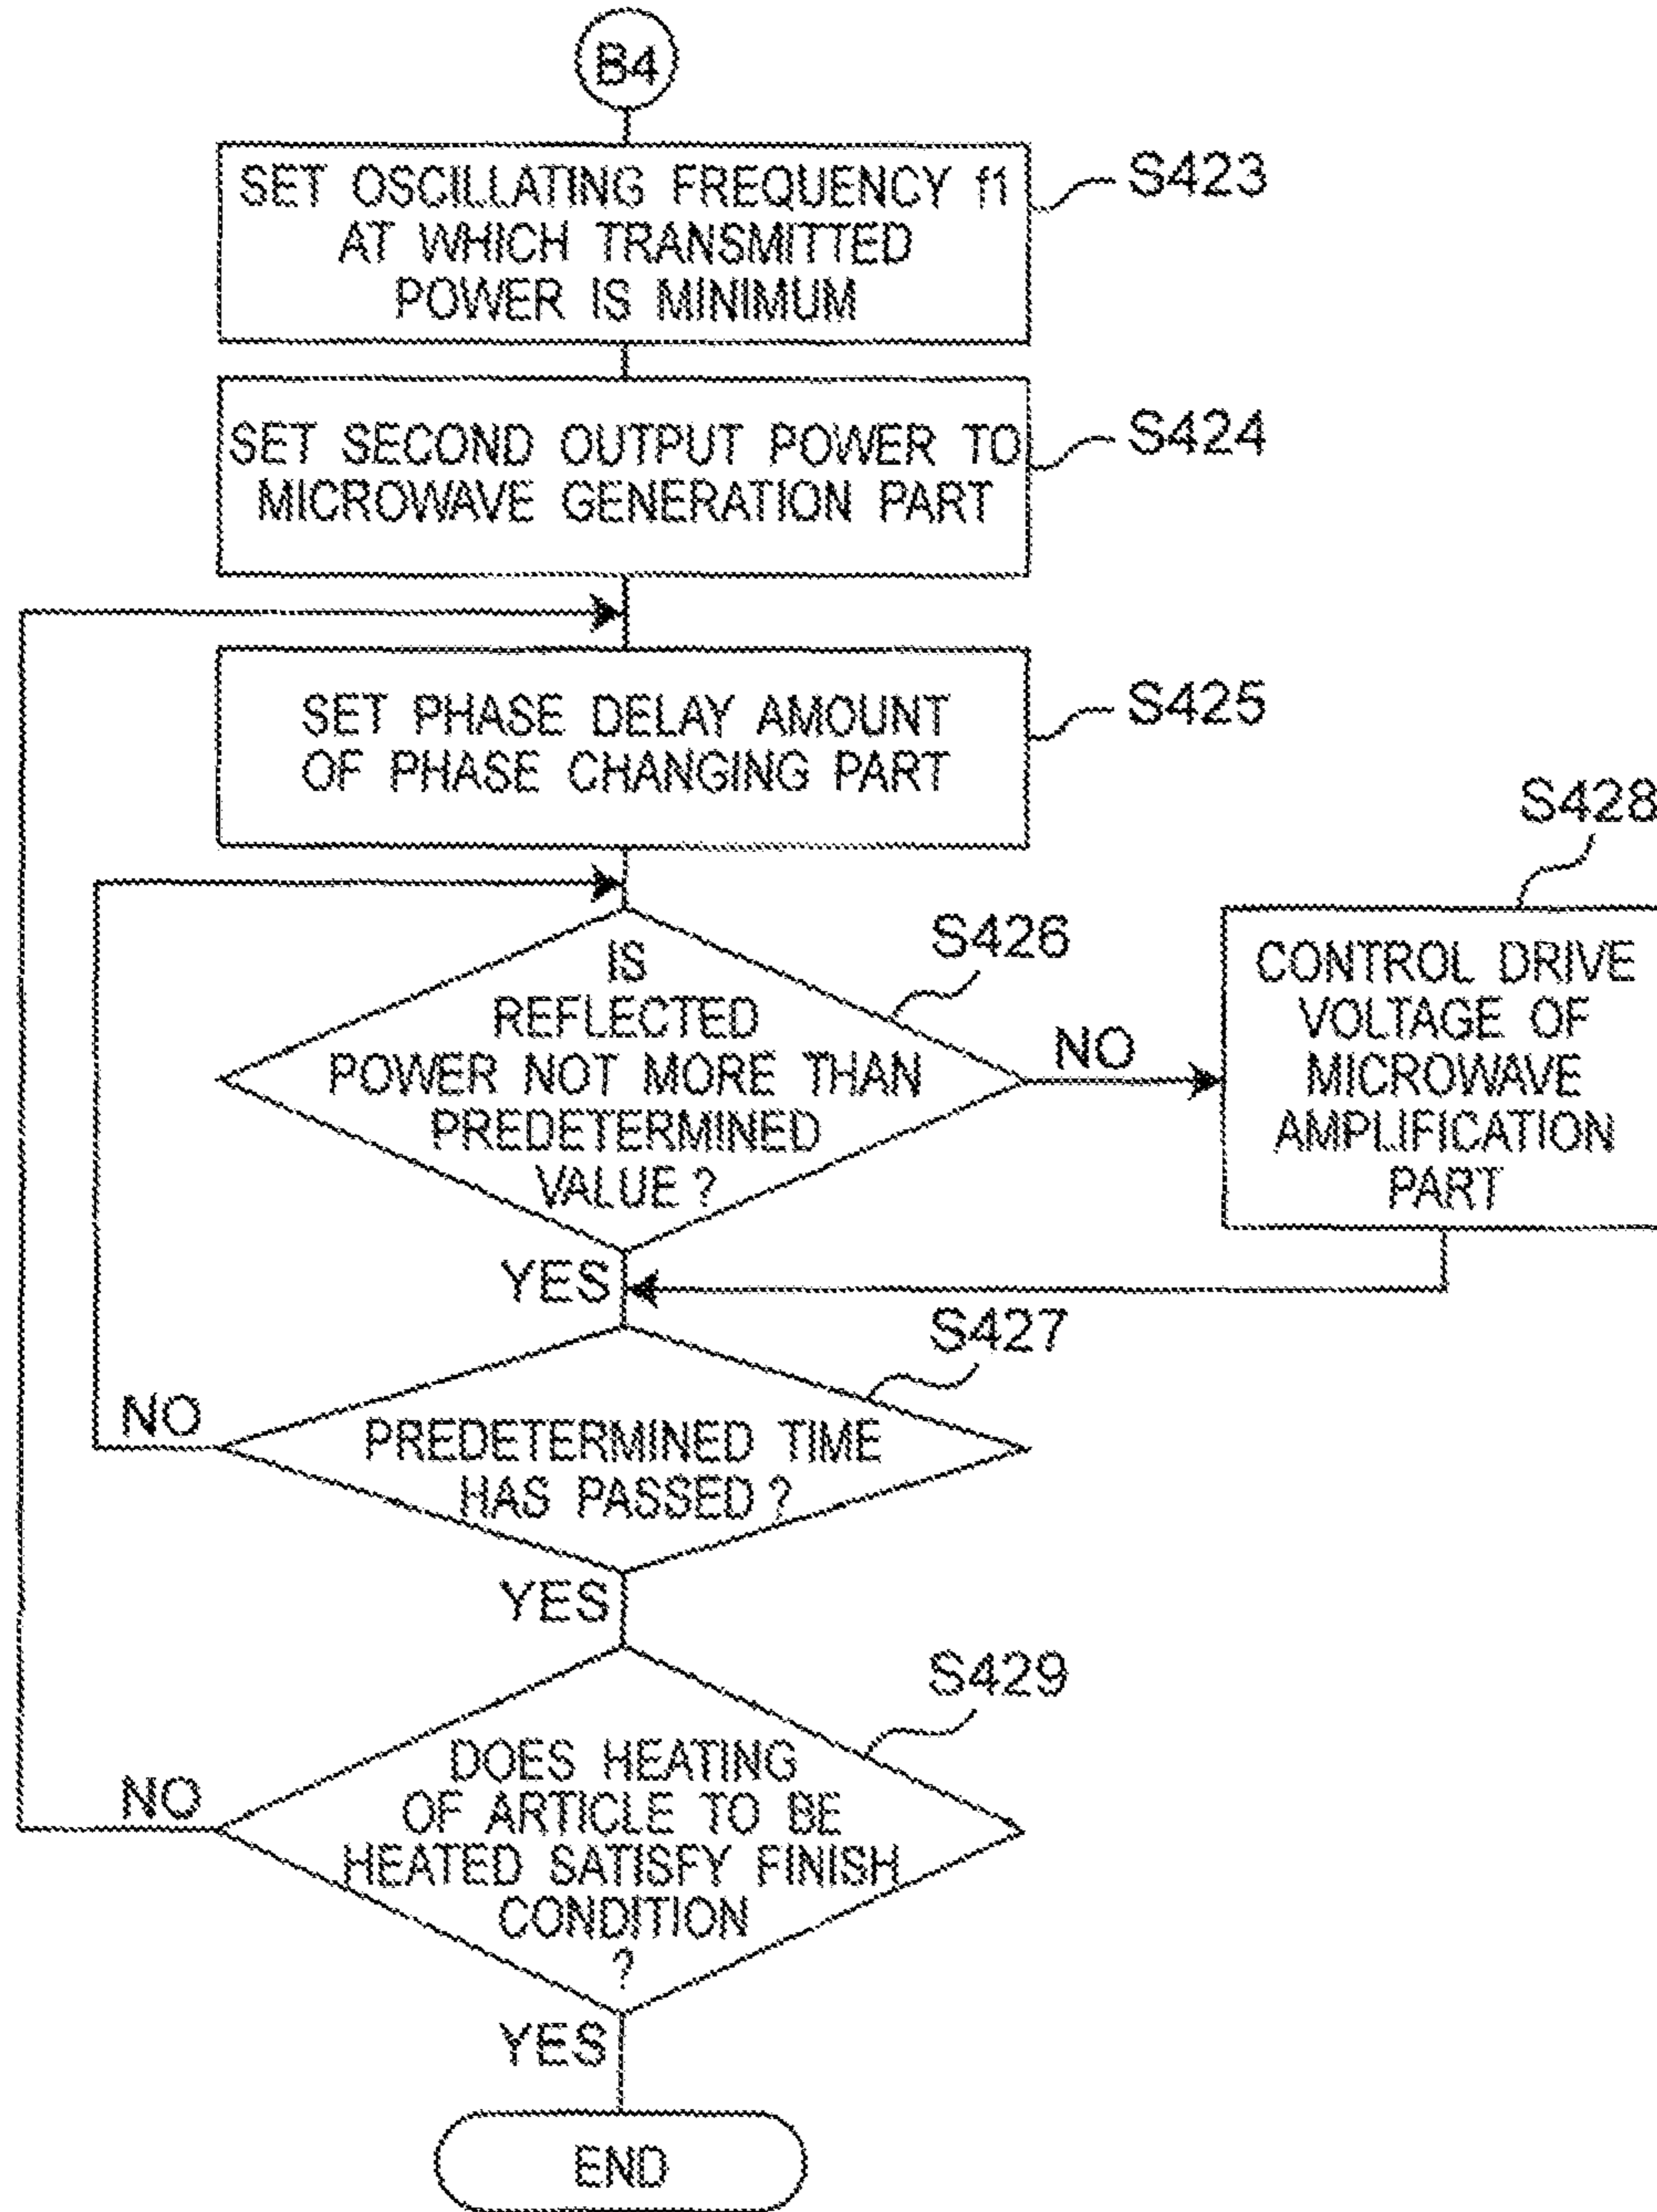 B4
SET OSCILLATING FREQUENCY f1
AT WHICH TRANSMITTED
POWER IS MINIMUM
S423
SET SECOND OUTPUT POWER TO
MICROWAVE GENERATION PART
S424
SET PHASE DELAY AMOUNT
OF PHASE CHANGING PART
S425
IS
REFLECTED
POWER NOT MORE THAN
PREDETERMINED
VALUE ?
S426
NO
S428
CONTROL DRIVE
VOLTAGE OF
MICROWAVE
AMPLIFICATION
PART
YES
S427
NO
PREDETERMINED TIME
HAS PASSED ?
YES
S429
NO
DOES HEATING
OF ARTICLE TO BE
HEATED SATISFY FINISH
CONDITION
?
YES
END